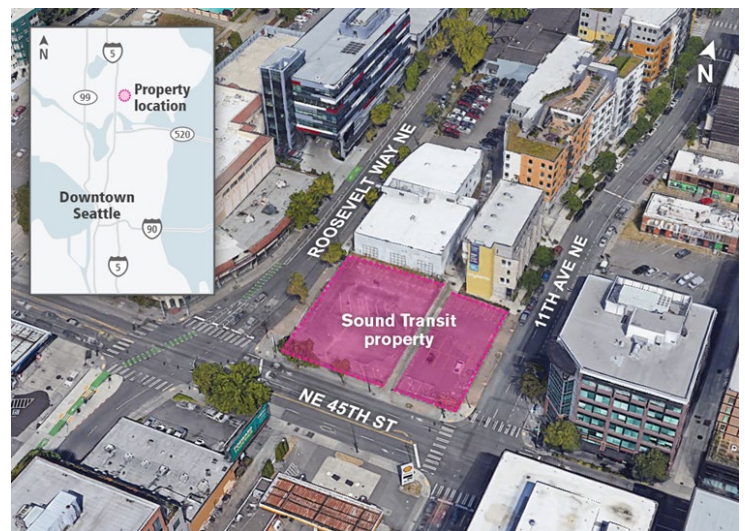 N
5
99
Property
location
520
Downtown
Seattle
90
5
ROOSEVELT WAY NE
N
11TH AVE NE
Sound Transit
property
NE 45TH ST